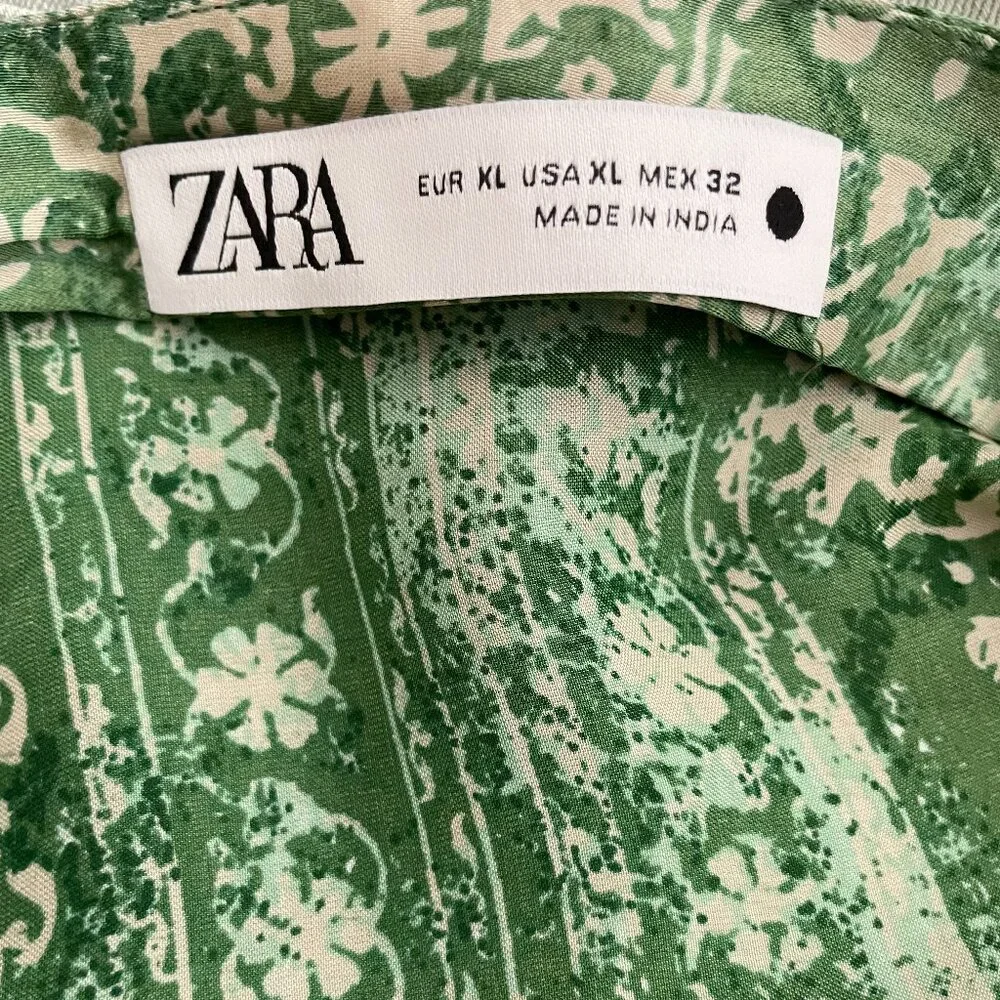 ZARA
EUR XL USA XL MEX 32
MADE IN INDIA